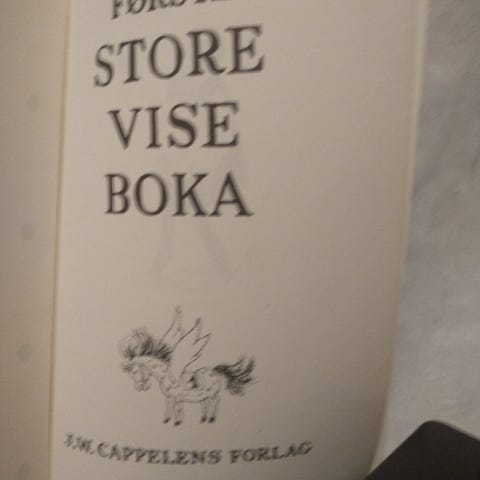 STORE
VISE
BOKA
J.W. CAPPELENS FORLAG